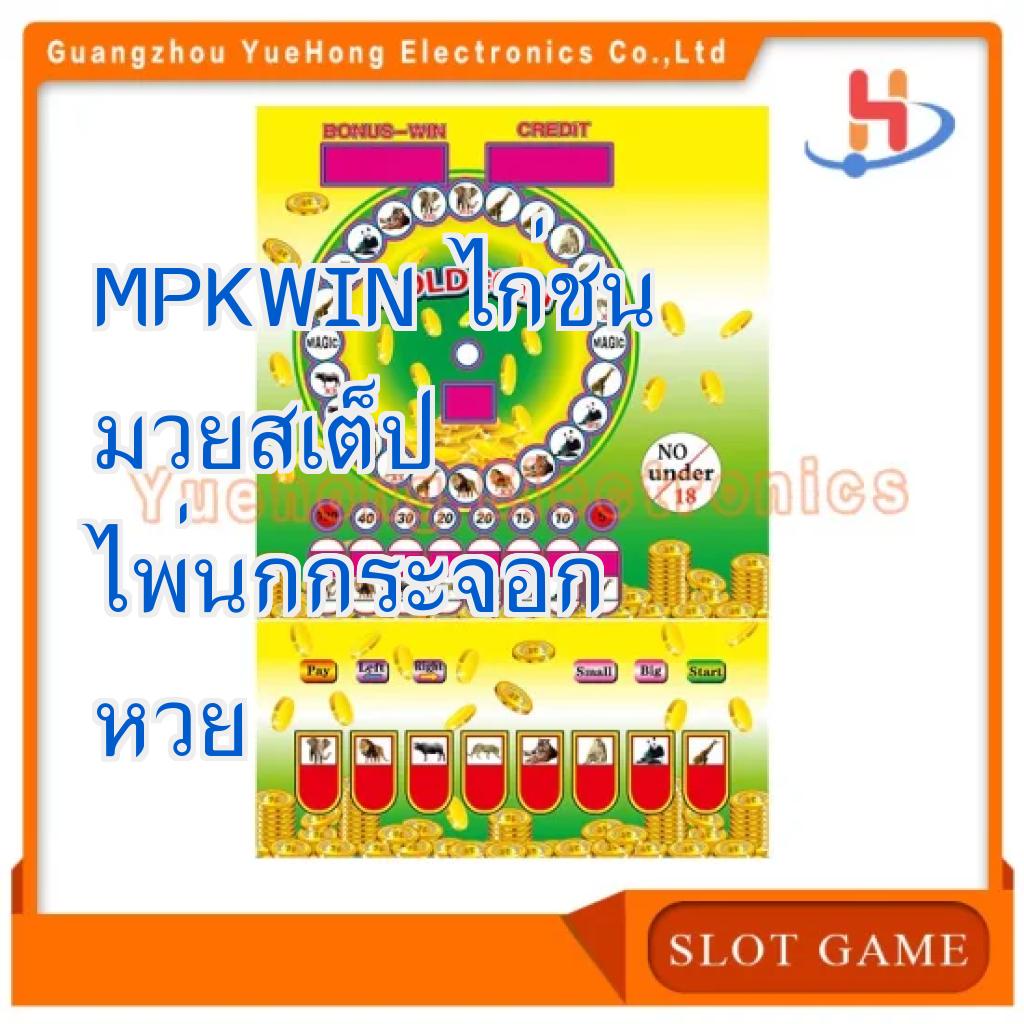 Guangzhou YueHong Electronics Co.,Ltd
BONUS-WIN CREDIT
MPKWIN ไก่ชน
MAGIC MAGIC
มวยสเต็ป
NO
under
18
Yuehong electronics
40 30 20 20 15 10 5
ไพ่นกกระจอก
Pay Left Right Small Big Start
หวย
SLOT GAME